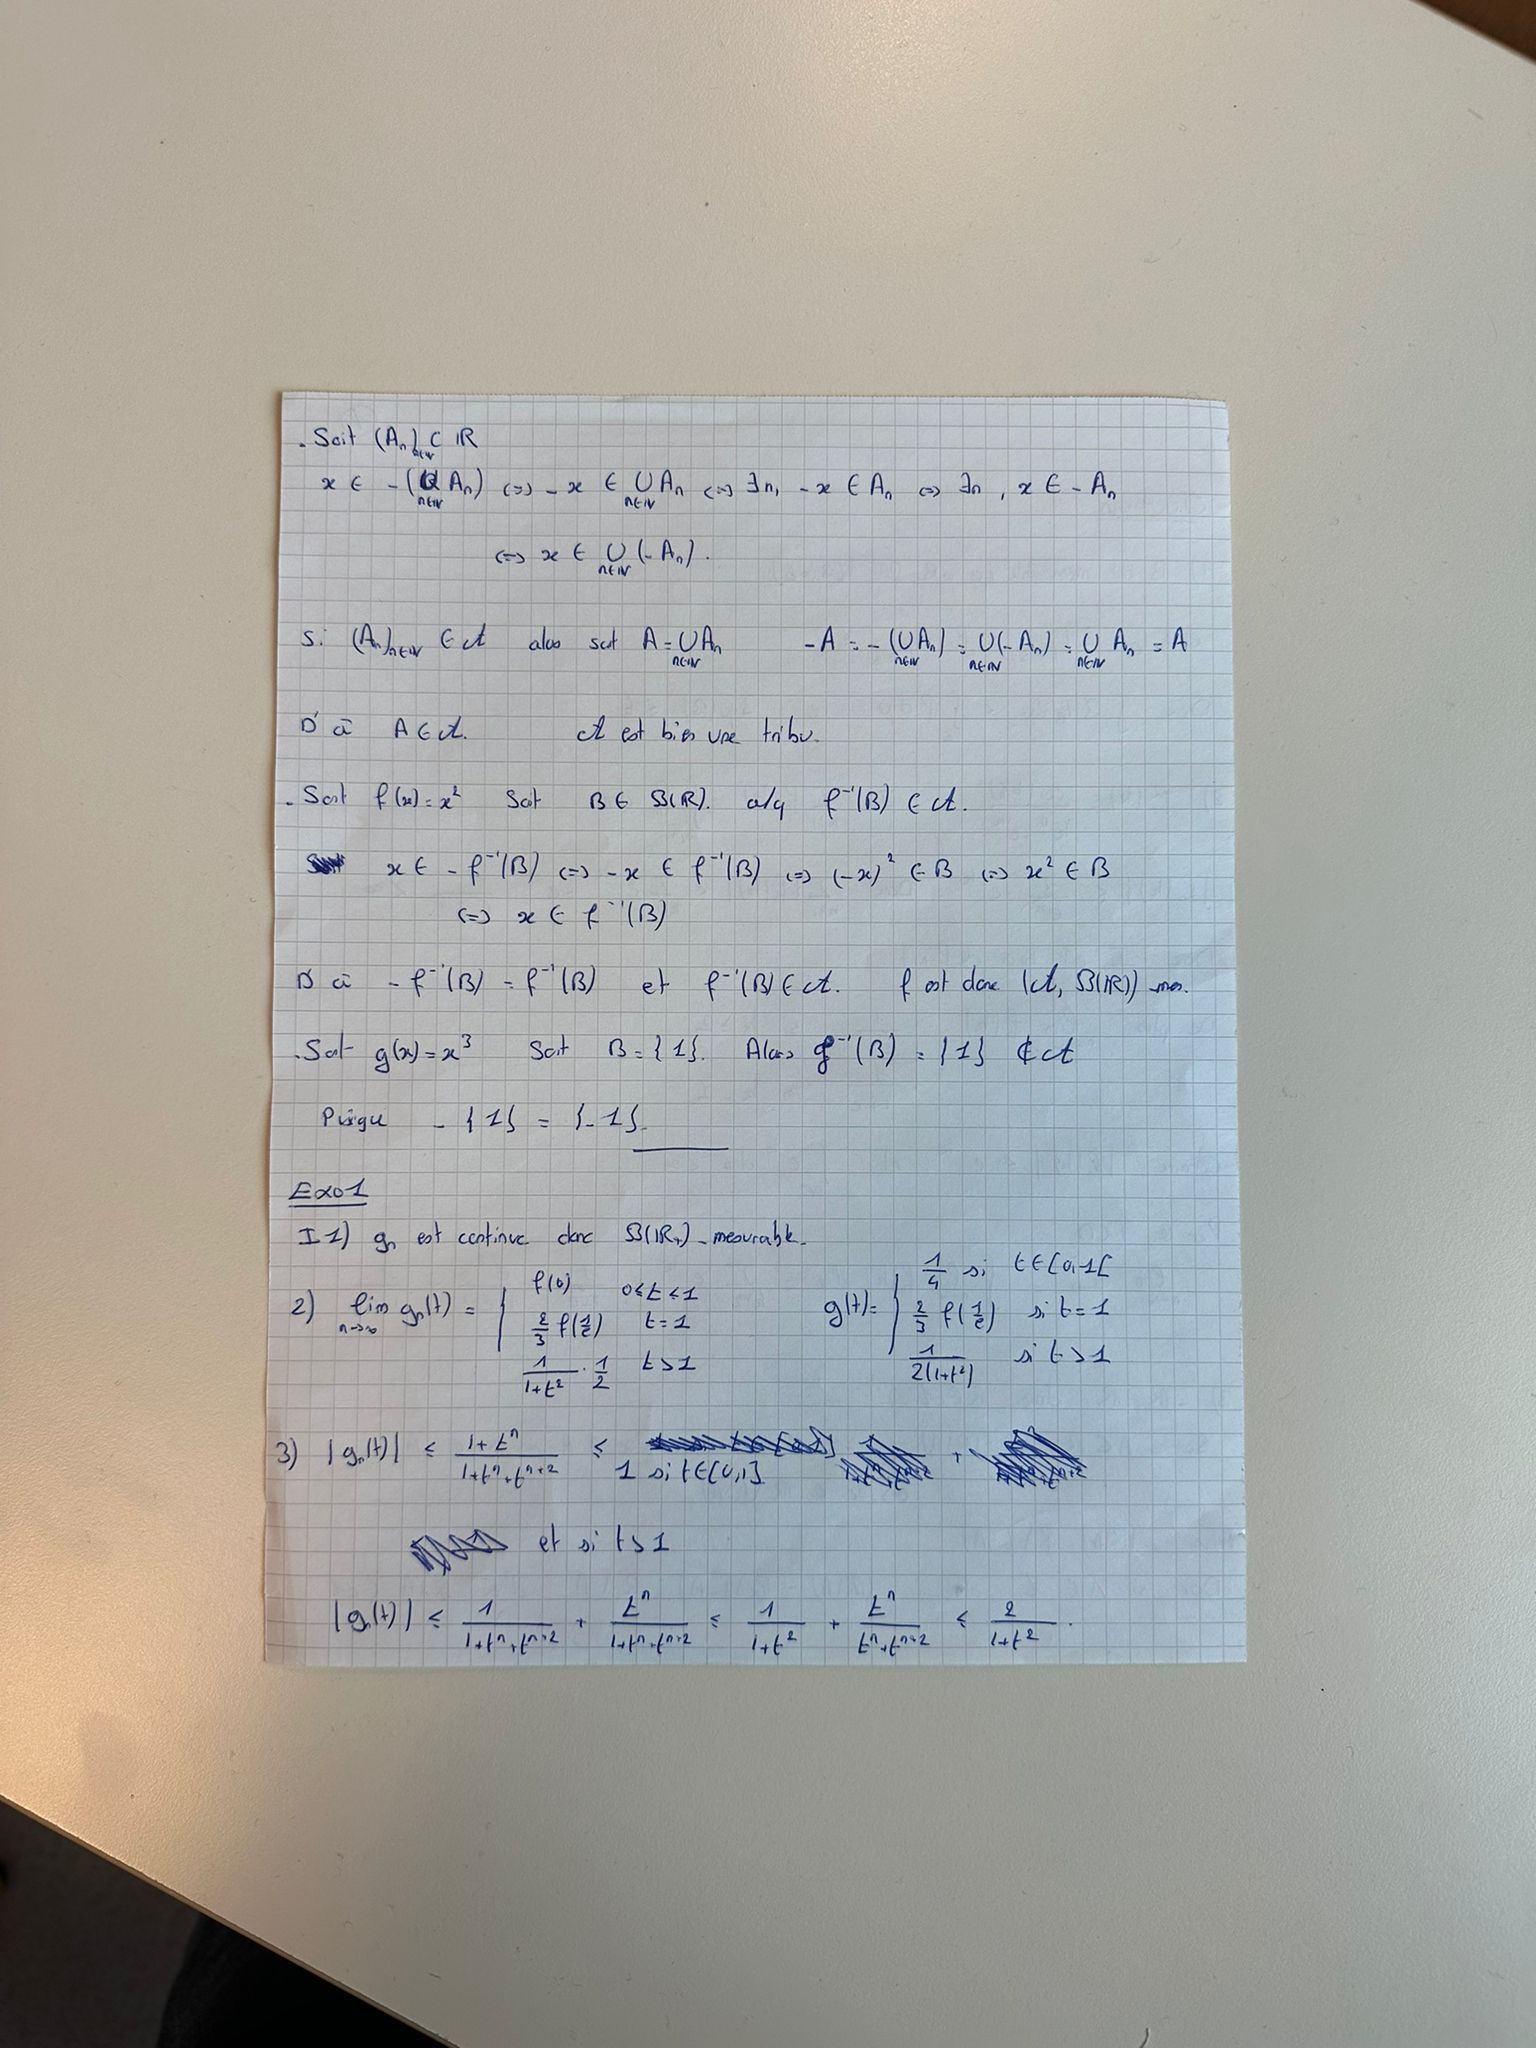 . Soit (Aₙ)ₙ∈ℕ ⊂ ℝ
x ∈ -(∪ₙ∈ℕ Aₙ) ⟺ -x ∈ ∪ₙ∈ℕ Aₙ ⟺ ∃n, -x ∈ Aₙ ⟺ ∃n, x ∈ -Aₙ
⟺ x ∈ ∪ₙ∈ℕ (-Aₙ).
Si (Aₙ)ₙ∈ℕ ∈ 𝒜 alors soit A = ∪ₙ∈ℕ Aₙ -A = -(∪ₙ∈ℕ Aₙ) = ∪ₙ∈ℕ (-Aₙ) = ∪ₙ∈ℕ Aₙ = A
D'où A ∈ 𝒜. 𝒜 est bien une tribu.
. Soit f(x) = x² Soit B ∈ ℬ(ℝ). f⁻¹(B) ∈ 𝒜.
x ∈ -f⁻¹(B) ⟺ -x ∈ f⁻¹(B) ⟺ (-x)² ∈ B ⟺ x² ∈ B
⟺ x ∈ f⁻¹(B)
D'où -f⁻¹(B) = f⁻¹(B) et f⁻¹(B) ∈ 𝒜. f est donc (𝒜, ℬ(ℝ)) -mes.
. Soit g(x) = x³ Soit B = {1}. Alors g⁻¹(B) = {1} ∉ 𝒜
Puisque -{1} = {-1}.
Exo 1
I 1) gₙ est continue donc ℬ(ℝ₊)-mesurable.
2) lim n→∞ gₙ(t) = { f(0) 0 ≤ t < 1 ; 2/3 f(1/2) t = 1 ; 1/(1+t²) · 1/2 t > 1 g(t) = { 1/4 si t ∈ [0,1[ ; 2/3 f(1/2) si t = 1 ; 1/(2(1+t²)) si t > 1
3) |gₙ(t)| ≤ (1+tⁿ)/(1+tⁿ+tⁿ⁺²) ≤ 1 si t ∈ [0,1]
et si t > 1
|gₙ(t)| ≤ 1/(1+tⁿ+tⁿ⁺²) + tⁿ/(1+tⁿ+tⁿ⁺²) ≤ 1/(1+t²) + tⁿ/(tⁿ+tⁿ⁺²) ≤ 2/(1+t²).